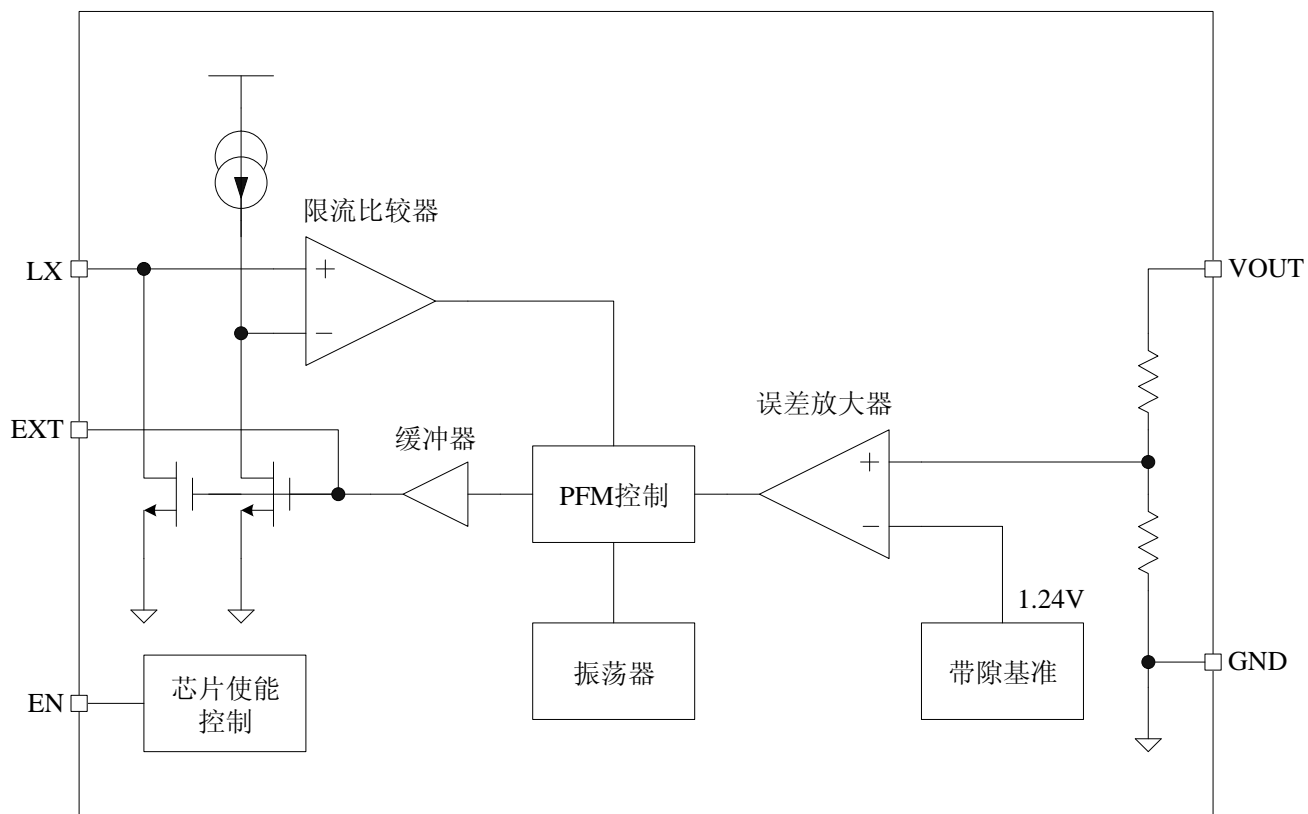 限流比较器
LX
+
−
VOUT
EXT
缓冲器
误差放大器
+
−
PFM控制
1.24V
振荡器
带隙基准
GND
EN
芯片使能
控制